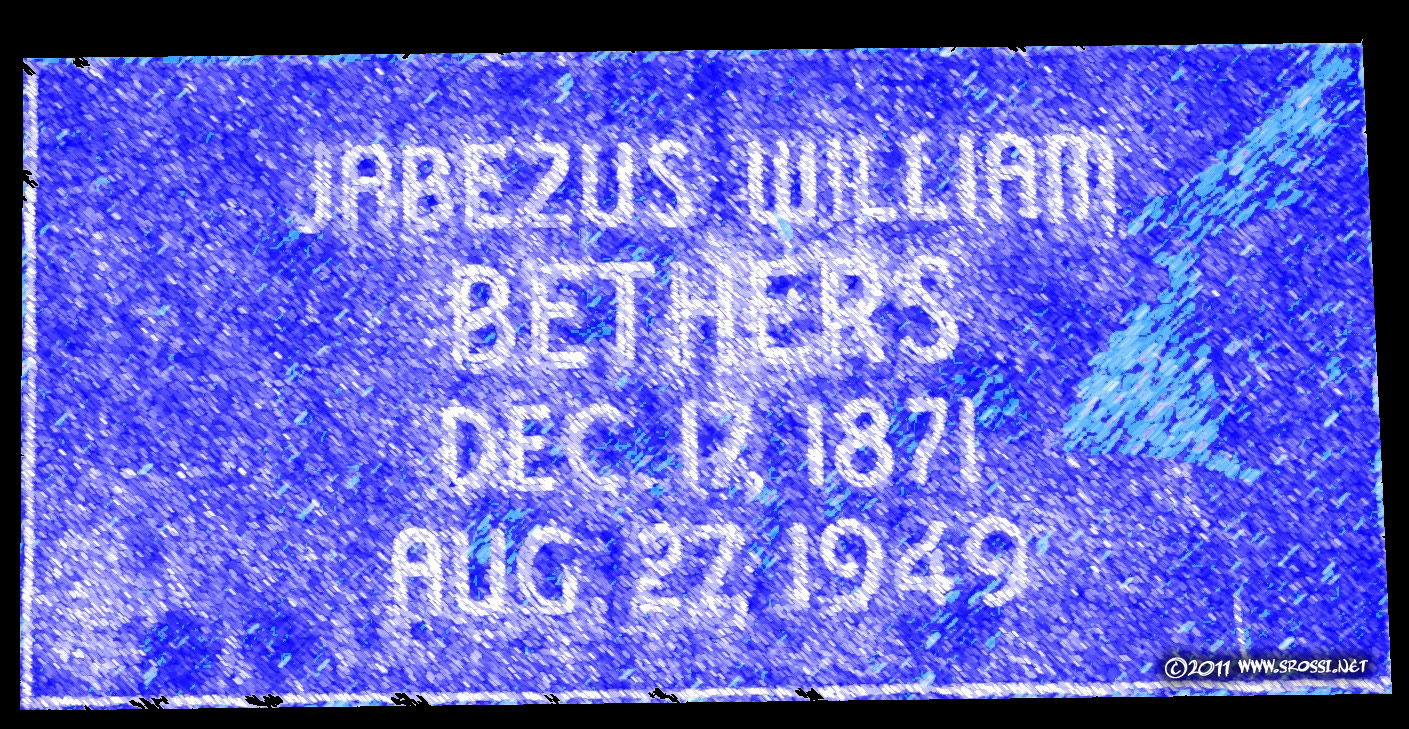 JABEZUS WILLIAM
BETHERS
DEC. 17, 1871
AUG 27, 1949
©2011 WWW.SROSSI.NET